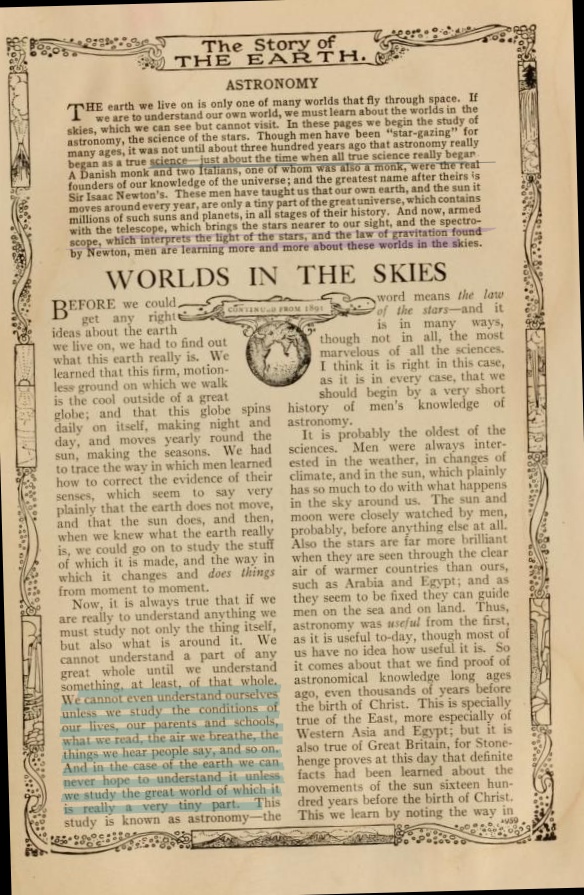 The Story of
THE EARTH.
ASTRONOMY
THE earth we live on is only one of many worlds that fly through space. If
we are to understand our own world, we must learn about the worlds in the
skies, which we can see but cannot visit. In these pages we begin the study of
astronomy, the science of the stars. Though men have been "star-gazing" for
many ages, it was not until about three hundred years ago that astronomy really
began as a true science—just about the time when all true science really began
A Danish monk and two Italians, one of whom was also a monk, were the real
founders of our knowledge of the universe; and the greatest name after theirs is
Sir Isaac Newton's. These men have taught us that our own earth, and the sun it
moves around every year, are only a tiny part of the great universe, which contains
millions of such suns and planets, in all stages of their history. And now, armed
with the telescope, which brings the stars nearer to our sight, and the spectro-
scope, which interprets the light of the stars, and the law of gravitation found
by Newton, men are learning more and more about these worlds in the skies.
WORLDS IN THE SKIES
CONTINUED FROM 1891
BEFORE we could
get any right
ideas about the earth
we live on, we had to find out
what this earth really is. We
learned that this firm, motion-
less ground on which we walk
is the cool outside of a great
globe; and that this globe spins
daily on itself, making night and
day, and moves yearly round the
sun, making the seasons. We had
to trace the way in which men learned
how to correct the evidence of their
senses, which seem to say very
plainly that the earth does not move,
and that the sun does, and then,
when we knew what the earth really
is, we could go on to study the stuff
of which it is made, and the way in
which it changes and does things
from moment to moment.
Now, it is always true that if we
are really to understand anything we
must study not only the thing itself,
but also what is around it. We
cannot understand a part of any
great whole until we understand
something, at least, of that whole.
We cannot even understand ourselves
unless we study the conditions of
our lives, our parents and schools,
what we read, the air we breathe, the
things we hear people say, and so on.
And in the case of the earth we can
never hope to understand it unless
we study the great world of which it
is really a very tiny part. This
study is known as astronomy—the
word means the law
of the stars—and it
is in many ways,
though not in all, the most
marvelous of all the sciences.
I think it is right in this case,
as it is in every case, that we
should begin by a very short
history of men's knowledge of
astronomy.
It is probably the oldest of the
sciences. Men were always inter-
ested in the weather, in changes of
climate, and in the sun, which plainly
has so much to do with what happens
in the sky around us. The sun and
moon were closely watched by men,
probably, before anything else at all.
Also the stars are far more brilliant
when they are seen through the clear
air of warmer countries than ours,
such as Arabia and Egypt; and as
they seem to be fixed they can guide
men on the sea and on land. Thus,
astronomy was useful from the first,
as it is useful to-day, though most of
us have no idea how useful it is. So
it comes about that we find proof of
astronomical knowledge long ages
ago, even thousands of years before
the birth of Christ. This is specially
true of the East, more especially of
Western Asia and Egypt; but it is
also true of Great Britain, for Stone-
henge proves at this day that definite
facts had been learned about the
movements of the sun sixteen hun-
dred years before the birth of Christ.
This we learn by noting the way in